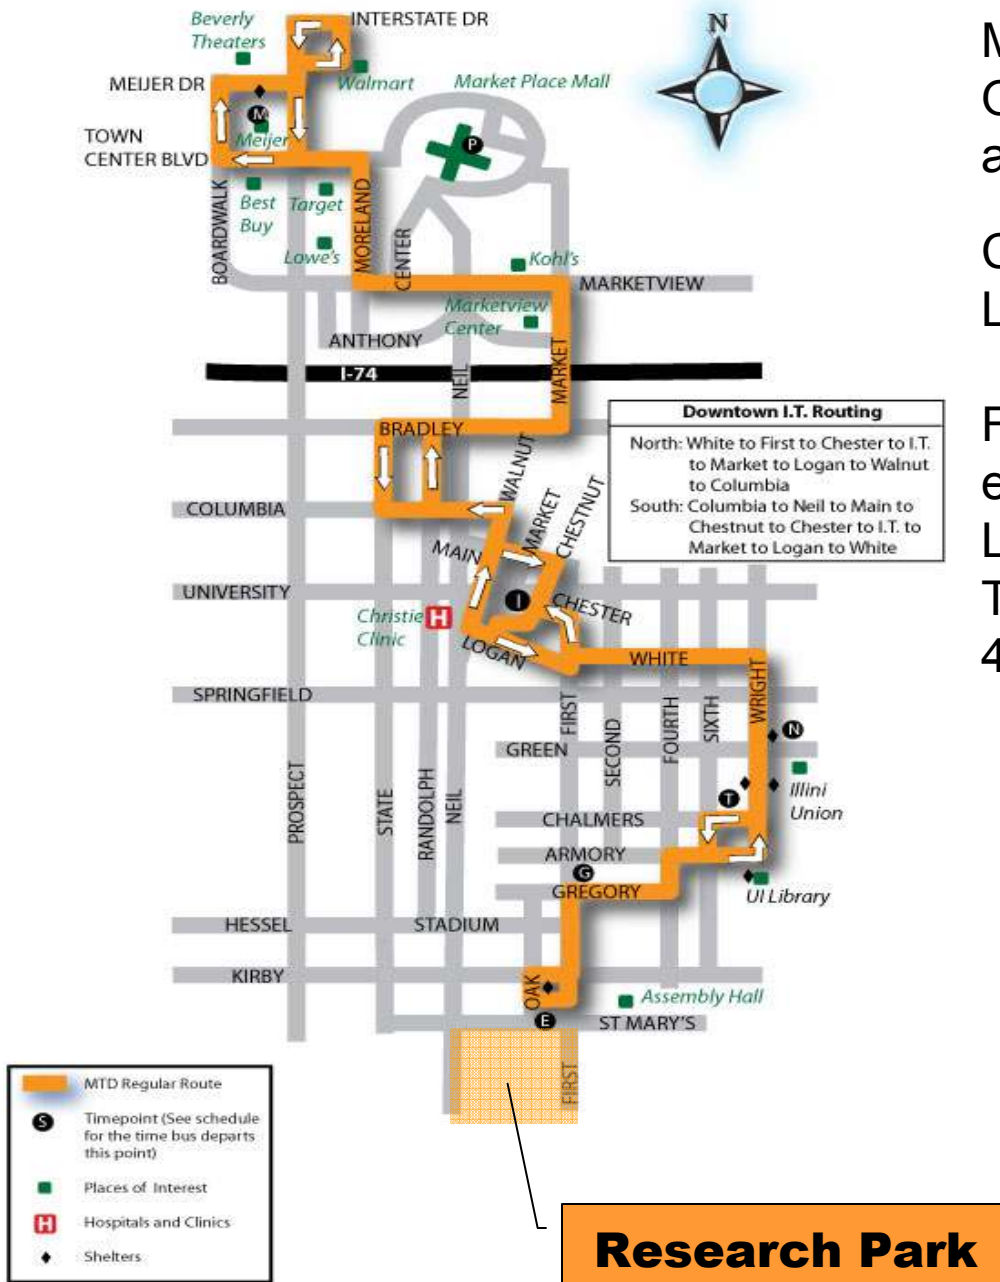 Beverly
Theaters
INTERSTATE DR
N
MEIJER DR
Walmart
Market Place Mall
M
Meijer
P
TOWN
CENTER BLVD
BOARDWALK
Best
Buy
Target
Lowe's
MORELAND
CENTER
Kohl's
MARKETVIEW
Marketview
Center
ANTHONY
I-74
NEIL
MARKET
BRADLEY
Downtown I.T. Routing
North: White to First to Chester to I.T.
to Market to Logan to Walnut
to Columbia
South: Columbia to Neil to Main to
Chestnut to Chester to I.T. to
Market to Logan to White
COLUMBIA
WALNUT
MARKET
CHESTNUT
MAIN
UNIVERSITY
I
CHESTER
Christie
Clinic
H
LOGAN
WHITE
SPRINGFIELD
FIRST
SECOND
FOURTH
SIXTH
WRIGHT
N
GREEN
Illini
Union
PROSPECT
STATE
RANDOLPH
NEIL
T
CHALMERS
ARMORY
G
GREGORY
UI Library
HESSEL
STADIUM
KIRBY
OAK
Assembly Hall
E
ST MARY'S
FIRST
MTD Regular Route
S
Timepoint (See schedule
for the time bus departs
this point)
Places of Interest
H
Hospitals and Clinics
Shelters
Research Park
M
C
a
C
L
F
e
L
T
4